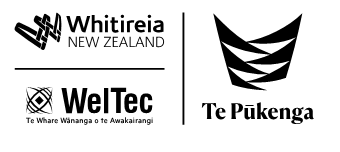 Whitireia
NEW ZEALAND
WelTec
Te Whare Wānanga o te Awakairangi
Te Pūkenga